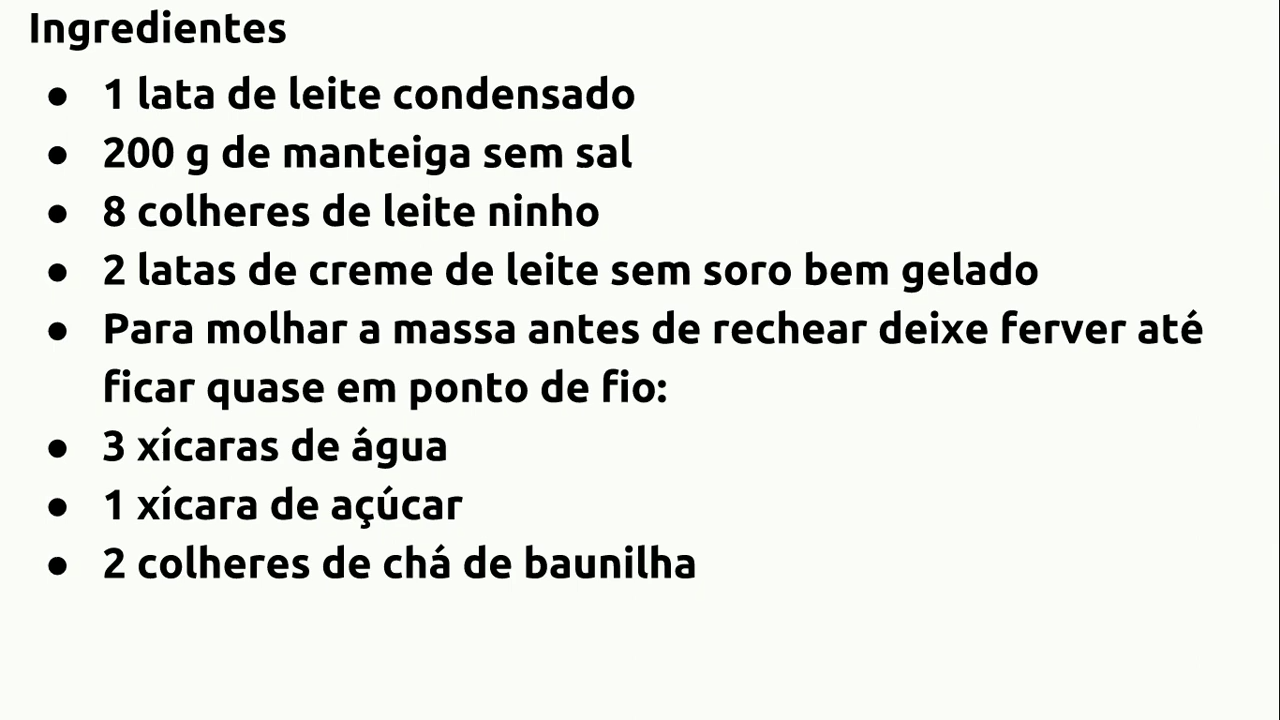 Ingredientes
● 1 lata de leite condensado
● 200 g de manteiga sem sal
● 8 colheres de leite ninho
● 2 latas de creme de leite sem soro bem gelado
● Para molhar a massa antes de rechear deixe ferver até
ficar quase em ponto de fio:
● 3 xícaras de água
● 1 xícara de açúcar
● 2 colheres de chá de baunilha